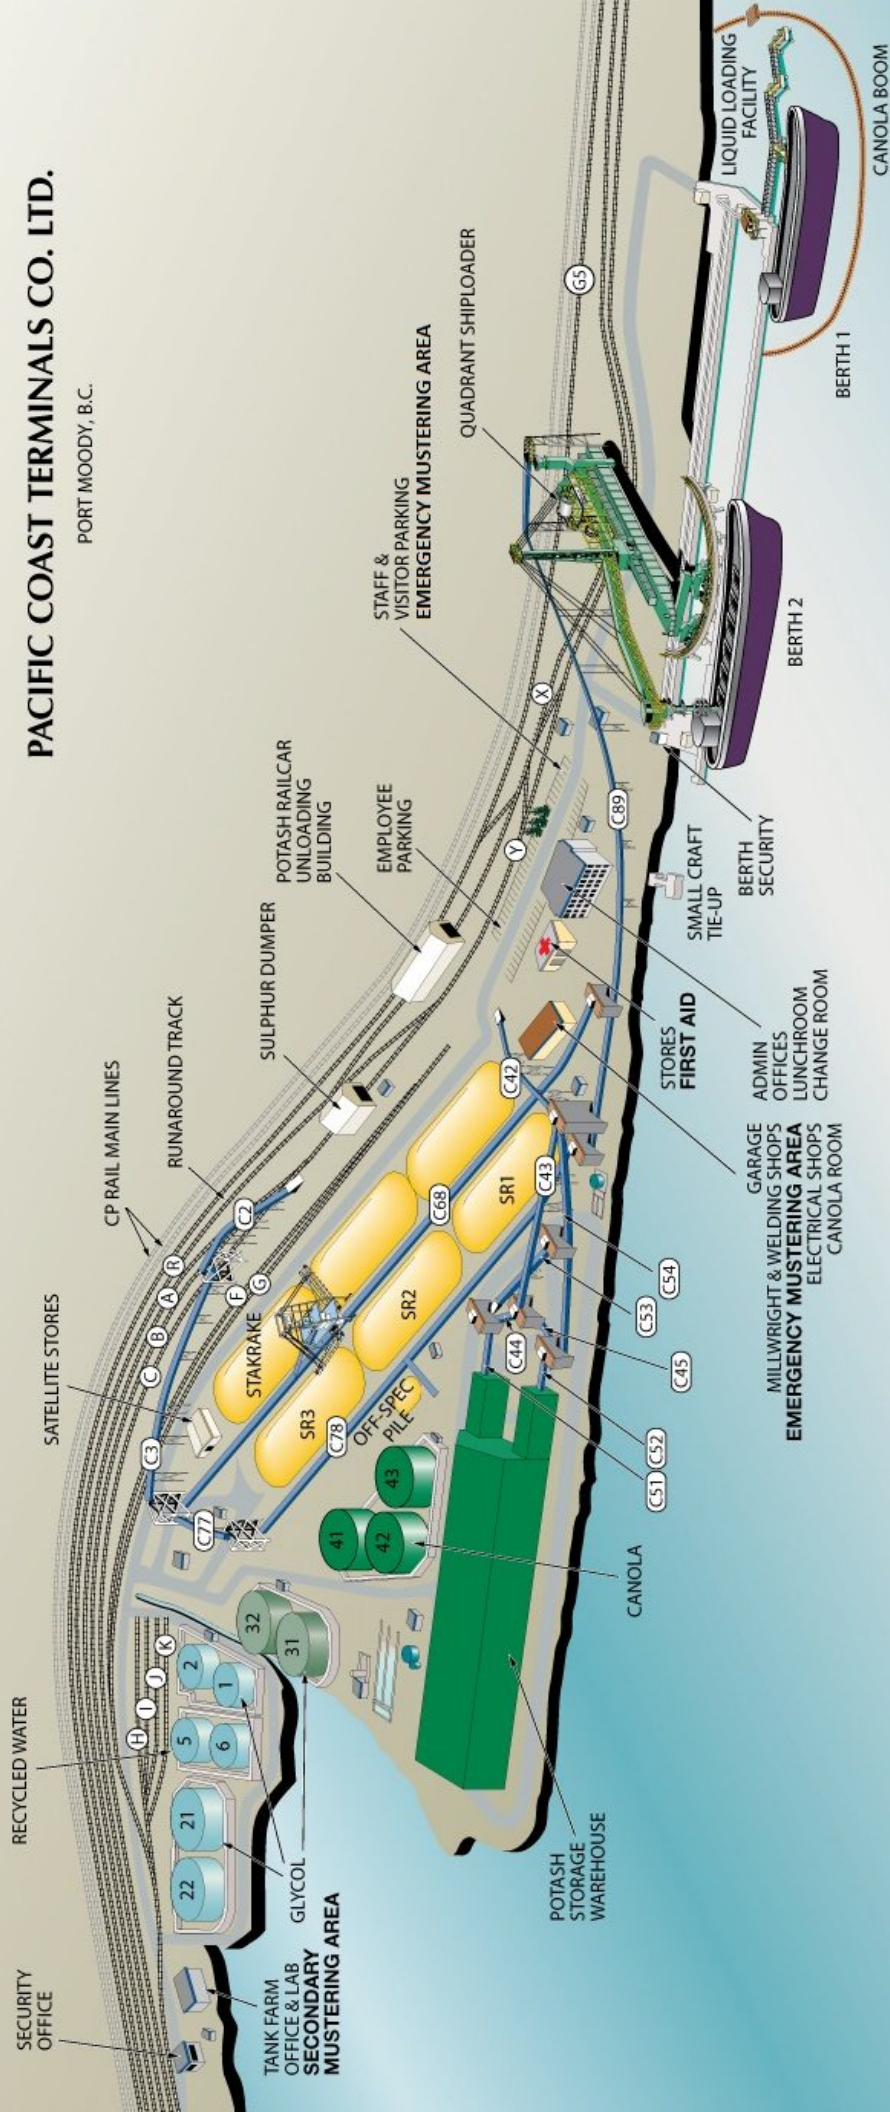 PACIFIC COAST TERMINALS CO. LTD.
PORT MOODY, B.C.
SECURITY
OFFICE
RECYCLED WATER
SATELLITE STORES
CP RAIL MAIN LINES
RUNAROUND TRACK
SULPHUR DUMPER
POTASH RAILCAR
UNLOADING
BUILDING
EMPLOYEE
PARKING
STAFF &
VISITOR PARKING
EMERGENCY MUSTERING AREA
QUADRANT SHIPLOADER
LIQUID LOADING
FACILITY
CANOLA BOOM
BERTH 1
BERTH 2
BERTH
SECURITY
SMALL CRAFT
TIE-UP
STORES
FIRST AID
ADMIN
OFFICES
LUNCHROOM
CHANGE ROOM
GARAGE
MILLWRIGHT & WELDING SHOPS
EMERGENCY MUSTERING AREA
ELECTRICAL SHOPS
CANOLA ROOM
CANOLA
POTASH
STORAGE
WAREHOUSE
GLYCOL
TANK FARM
OFFICE & LAB
SECONDARY
MUSTERING AREA
H
I
J
K
22
21
5
6
2
1
32
31
41
42
43
C77
C3
C
B
A
R
F
G
C2
STAKRAKE
SR3
SR2
SR1
C78
OFF-SPEC
PILE
C68
C42
C43
C44
C51
C52
C45
C53
C54
C89
Y
X
G5